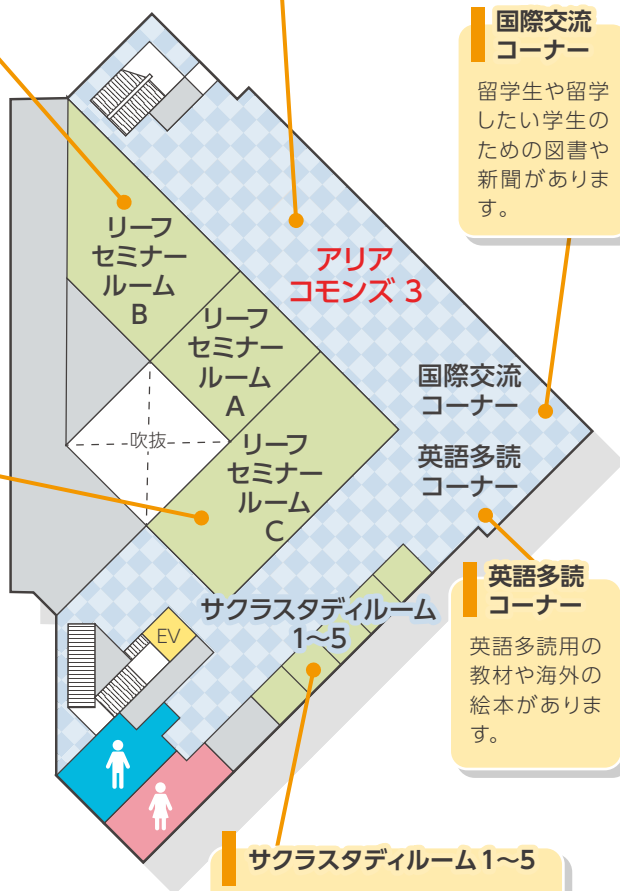 国際交流
コーナー
留学生や留学
したい学生の
ための図書や
新聞がありま
す。
リーフ
セミナー
ルーム
B
アリア
コモンズ 3
リーフ
セミナー
ルーム
A
国際交流
コーナー
吹抜
リーフ
セミナー
ルーム
C
英語多読
コーナー
サクラスタディルーム
1〜5
EV
英語多読
コーナー
英語多読用の
教材や海外の
絵本がありま
す。
サクラスタディルーム1〜5